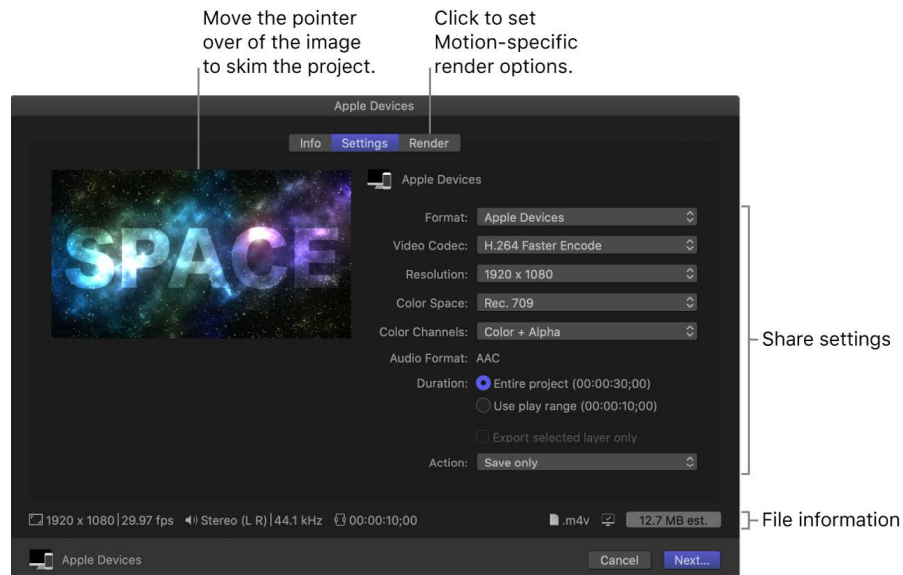 Move the pointer
over of the image
to skim the project.
Click to set
Motion-specific
render options.
Apple Devices
Info Settings Render
SPACE
Apple Devices
Format: Apple Devices
Video Codec: H.264 Faster Encode
Resolution: 1920 x 1080
Color Space: Rec. 709
Color Channels: Color + Alpha
Audio Format: AAC
Duration: Entire project (00:00:30;00)
Use play range (00:00:10;00)
Export selected layer only
Action: Save only
Share settings
1920 x 1080 | 29.97 fps Stereo (L R) | 44.1 kHz 00:00:10;00 .m4v 12.7 MB est.
File information
Apple Devices Cancel Next...